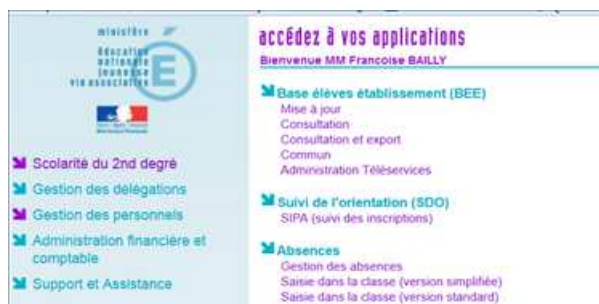 ministère
éducation
nationale
jeunesse
vie associative
É
Scolarité du 2nd degré
Gestion des délégations
Gestion des personnels
Administration financière et
comptable
Support et Assistance
accédez à vos applications
Bienvenue MM Francoise BAILLY
Base élèves établissement (BEE)
Mise à jour
Consultation
Consultation et export
Commun
Administration Téléservices
Suivi de l'orientation (SDO)
SIPA (suivi des inscriptions)
Absences
Gestion des absences
Saisie dans la classe (version simplifiée)
Saisie dans la classe (version standard)